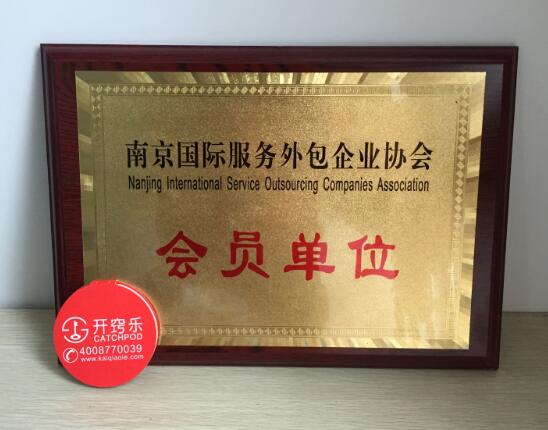 南京国际服务外包企业协会
Nanjing International Service Outsourcing Companies Association
会员单位
开窍乐
CATCHPOD
4008770039
www.kaiqiaole.com